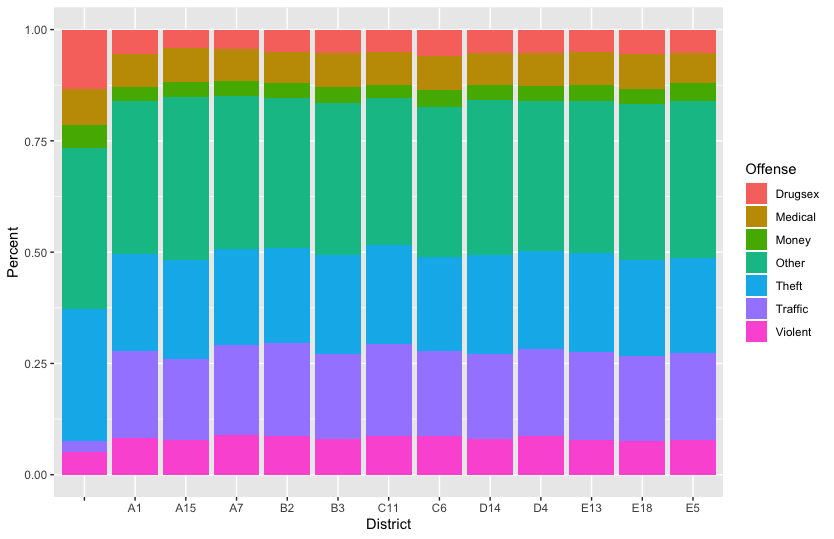 1.00
0.75
0.50
0.25
0.00
Percent
A1 A15 A7 B2 B3 C11 C6 D14 D4 E13 E18 E5
District
Offense
Drugsex
Medical
Money
Other
Theft
Traffic
Violent